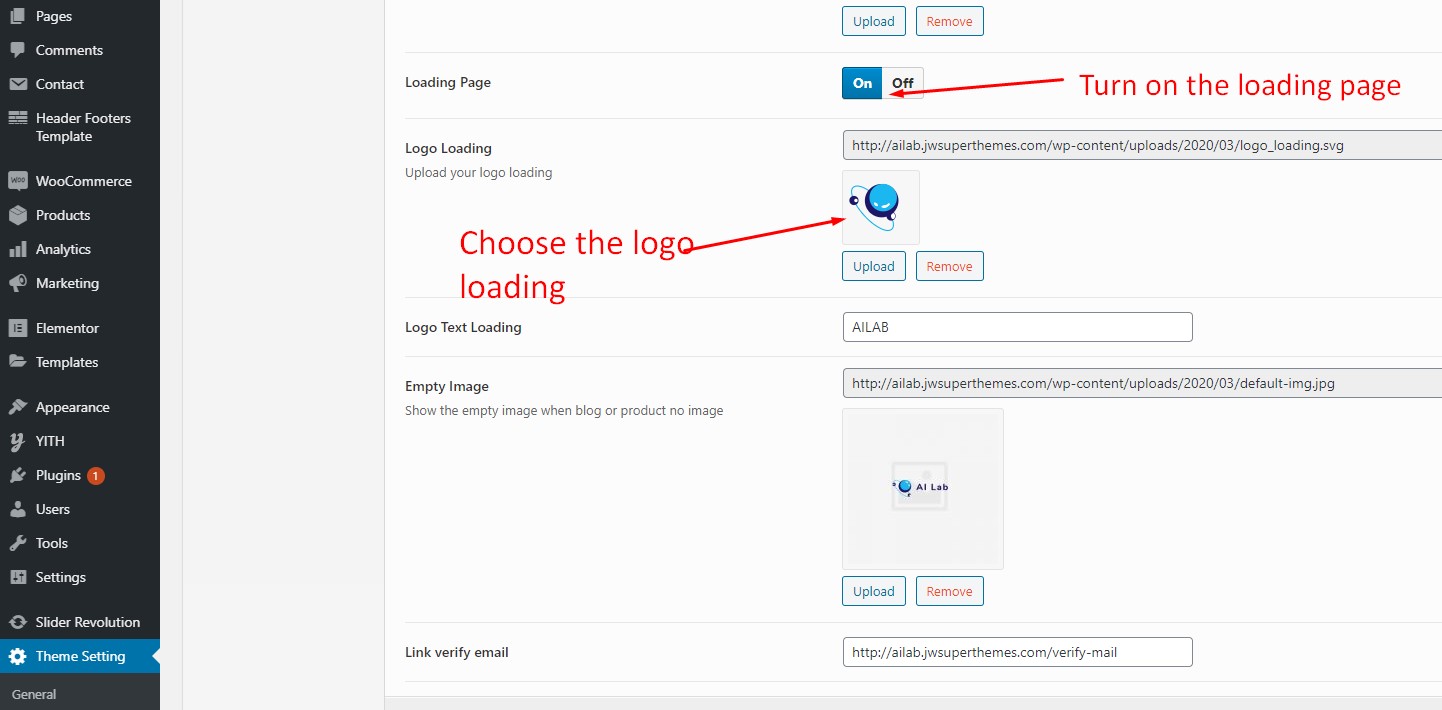 Pages
Comments
Contact
Header Footers
Template
WOO
WooCommerce
Products
Analytics
Marketing
Elementor
Templates
Appearance
YITH
Plugins 1
Users
Tools
Settings
Slider Revolution
Theme Setting
General
Upload Remove
Loading Page
On Off
Turn on the loading page
Logo Loading
Upload your logo loading
http://ailab.jwsuperthemes.com/wp-content/uploads/2020/03/logo_loading.svg
Choose the logo
loading
Upload Remove
Logo Text Loading
AILAB
Empty Image
Show the empty image when blog or product no image
http://ailab.jwsuperthemes.com/wp-content/uploads/2020/03/default-img.jpg
AI Lab
Upload Remove
Link verify email
http://ailab.jwsuperthemes.com/verify-mail